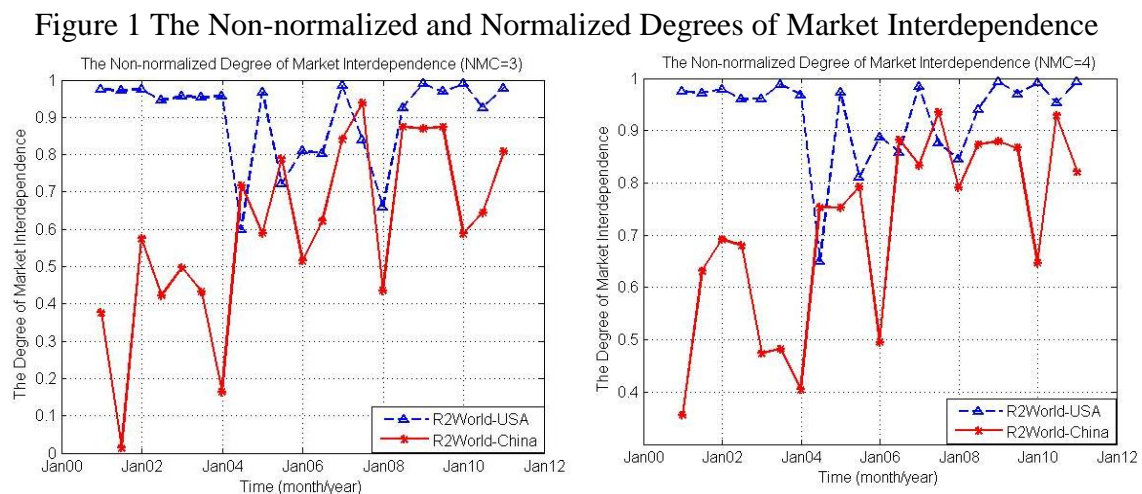 Figure 1 The Non-normalized and Normalized Degrees of Market Interdependence
The Non-normalized Degree of Market Interdependence (NMC=3)
The Degree of Market Interdependence
1
0.9
0.8
0.7
0.6
0.5
0.4
0.3
0.2
0.1
0
Jan00 Jan02 Jan04 Jan06 Jan08 Jan10 Jan12
Time (month/year)
R2World-USA
R2World-China
The Non-normalized Degree of Market Interdependence (NMC=4)
The Degree of Market Interdependence
1
0.9
0.8
0.7
0.6
0.5
0.4
Jan00 Jan02 Jan04 Jan06 Jan08 Jan10 Jan12
Time (month/year)
R2World-USA
R2World-China